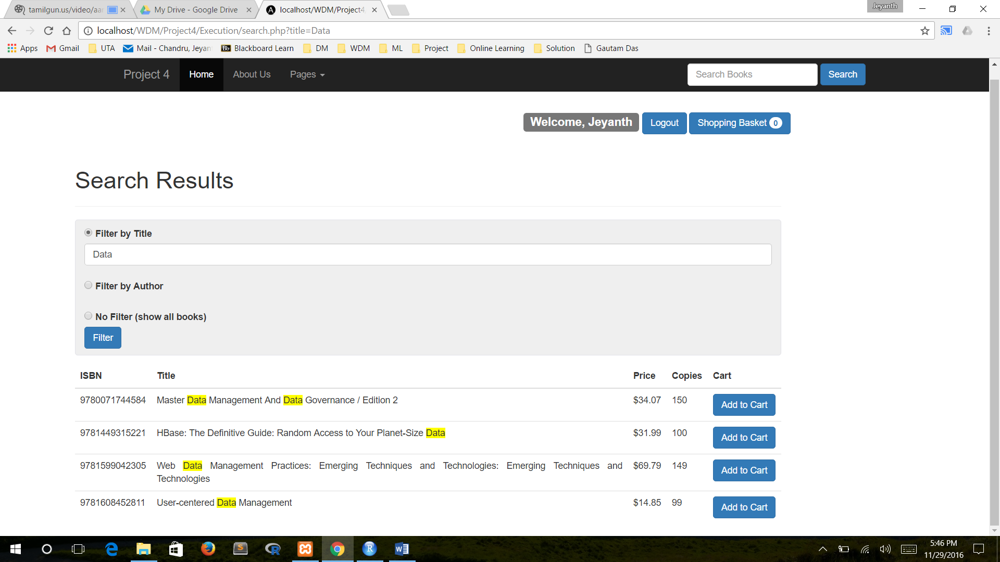 tamilgun.us/video/aar
My Drive - Google Drive
localhost/WDM/Project4
Jeyanth
localhost/WDM/Project4/Execution/search.php?title=Data
Apps Gmail UTA Mail - Chandru, Jeyan Bb Blackboard Learn DM WDM ML Project Online Learning Solution Gautam Das
Project 4 Home About Us Pages Search Books Search
Welcome, Jeyanth Logout Shopping Basket 0
Search Results
Filter by Title
Data
Filter by Author
No Filter (show all books)
Filter
ISBN Title Price Copies Cart
9780071744584 Master Data Management And Data Governance / Edition 2 $34.07 150 Add to Cart
9781449315221 HBase: The Definitive Guide: Random Access to Your Planet-Size Data $31.99 100 Add to Cart
9781599042305 Web Data Management Practices: Emerging Techniques and Technologies: Emerging Techniques and $69.79 149 Add to Cart
Technologies
9781608452811 User-centered Data Management $14.85 99 Add to Cart
5:46 PM
11/29/2016